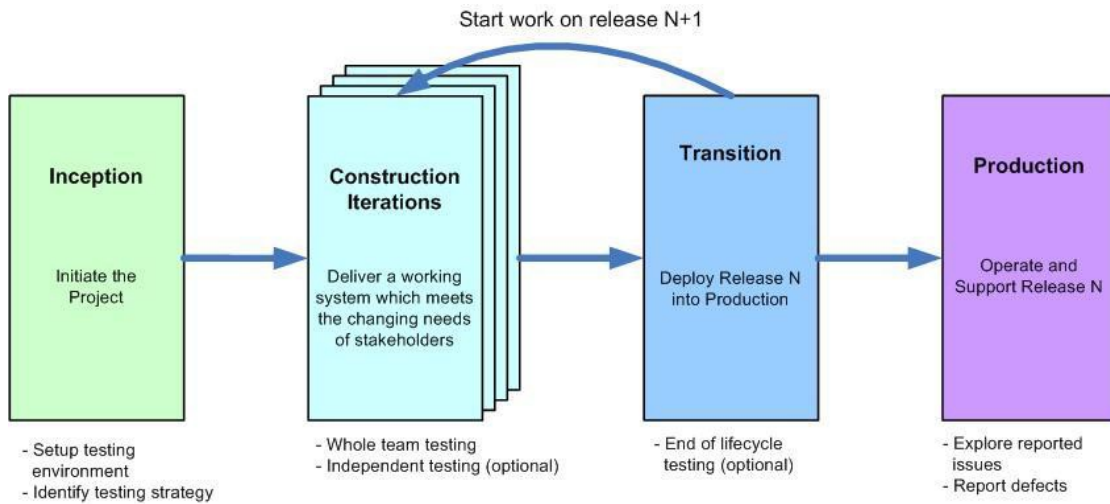 Start work on release N+1
Inception
Initiate the
Project
Construction
Iterations
Deliver a working
system which meets
the changing needs
of stakeholders
Transition
Deploy Release N
into Production
Production
Operate and
Support Release N
- Setup testing
environment
- Identify testing strategy
- Whole team testing
- Independent testing (optional)
- End of lifecycle
testing (optional)
- Explore reported
issues
- Report defects